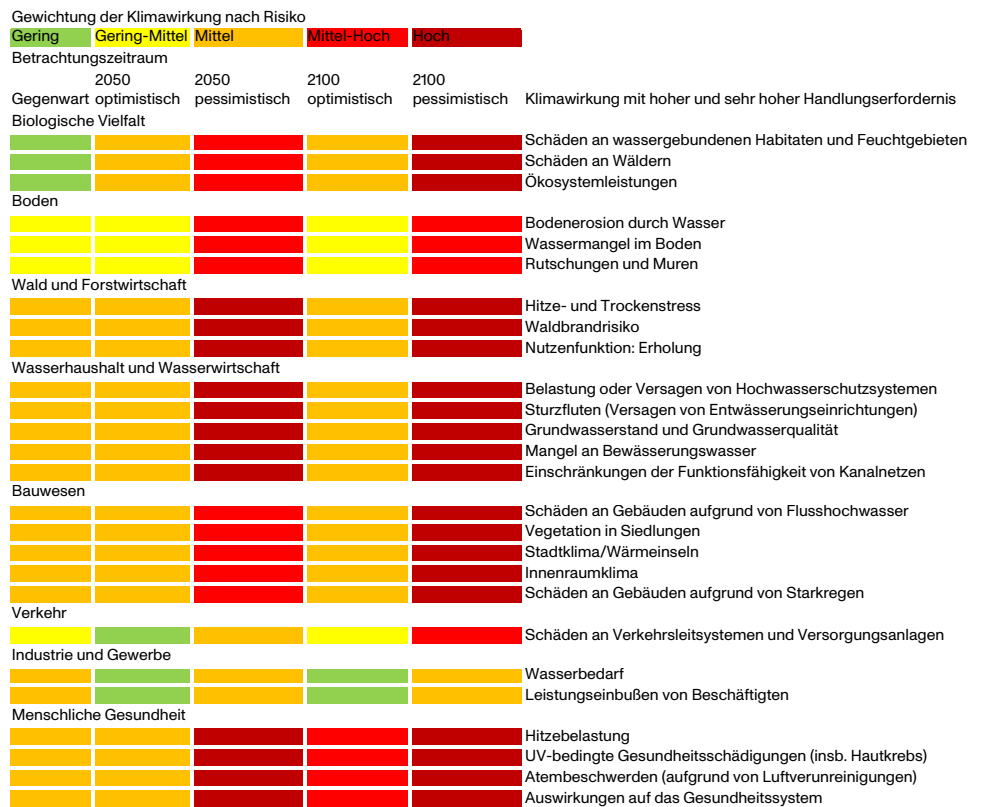 Gewichtung der Klimawirkung nach Risiko
Gering Gering-Mittel Mittel Mittel-Hoch Hoch
Betrachtungszeitraum
2050 2050 2100 2100
Gegenwart optimistisch pessimistisch optimistisch pessimistisch Klimawirkung mit hoher und sehr hoher Handlungserfordernis
Biologische Vielfalt
Schäden an wassergebundenen Habitaten und Feuchtgebieten
Schäden an Wäldern
Ökosystemleistungen
Boden
Bodenerosion durch Wasser
Wassermangel im Boden
Rutschungen und Muren
Wald und Forstwirtschaft
Hitze- und Trockenstress
Waldbrandrisiko
Nutzenfunktion: Erholung
Wasserhaushalt und Wasserwirtschaft
Belastung oder Versagen von Hochwasserschutzsystemen
Sturzfluten (Versagen von Entwässerungseinrichtungen)
Grundwasserstand und Grundwasserqualität
Mangel an Bewässerungswasser
Einschränkungen der Funktionsfähigkeit von Kanalnetzen
Bauwesen
Schäden an Gebäuden aufgrund von Flusshochwasser
Vegetation in Siedlungen
Stadtklima/Wärmeinseln
Innenraumklima
Schäden an Gebäuden aufgrund von Starkregen
Verkehr
Schäden an Verkehrsleitsystemen und Versorgungsanlagen
Industrie und Gewerbe
Wasserbedarf
Leistungseinbußen von Beschäftigten
Menschliche Gesundheit
Hitzebelastung
UV-bedingte Gesundheitsschädigungen (insb. Hautkrebs)
Atembeschwerden (aufgrund von Luftverunreinigungen)
Auswirkungen auf das Gesundheitssystem